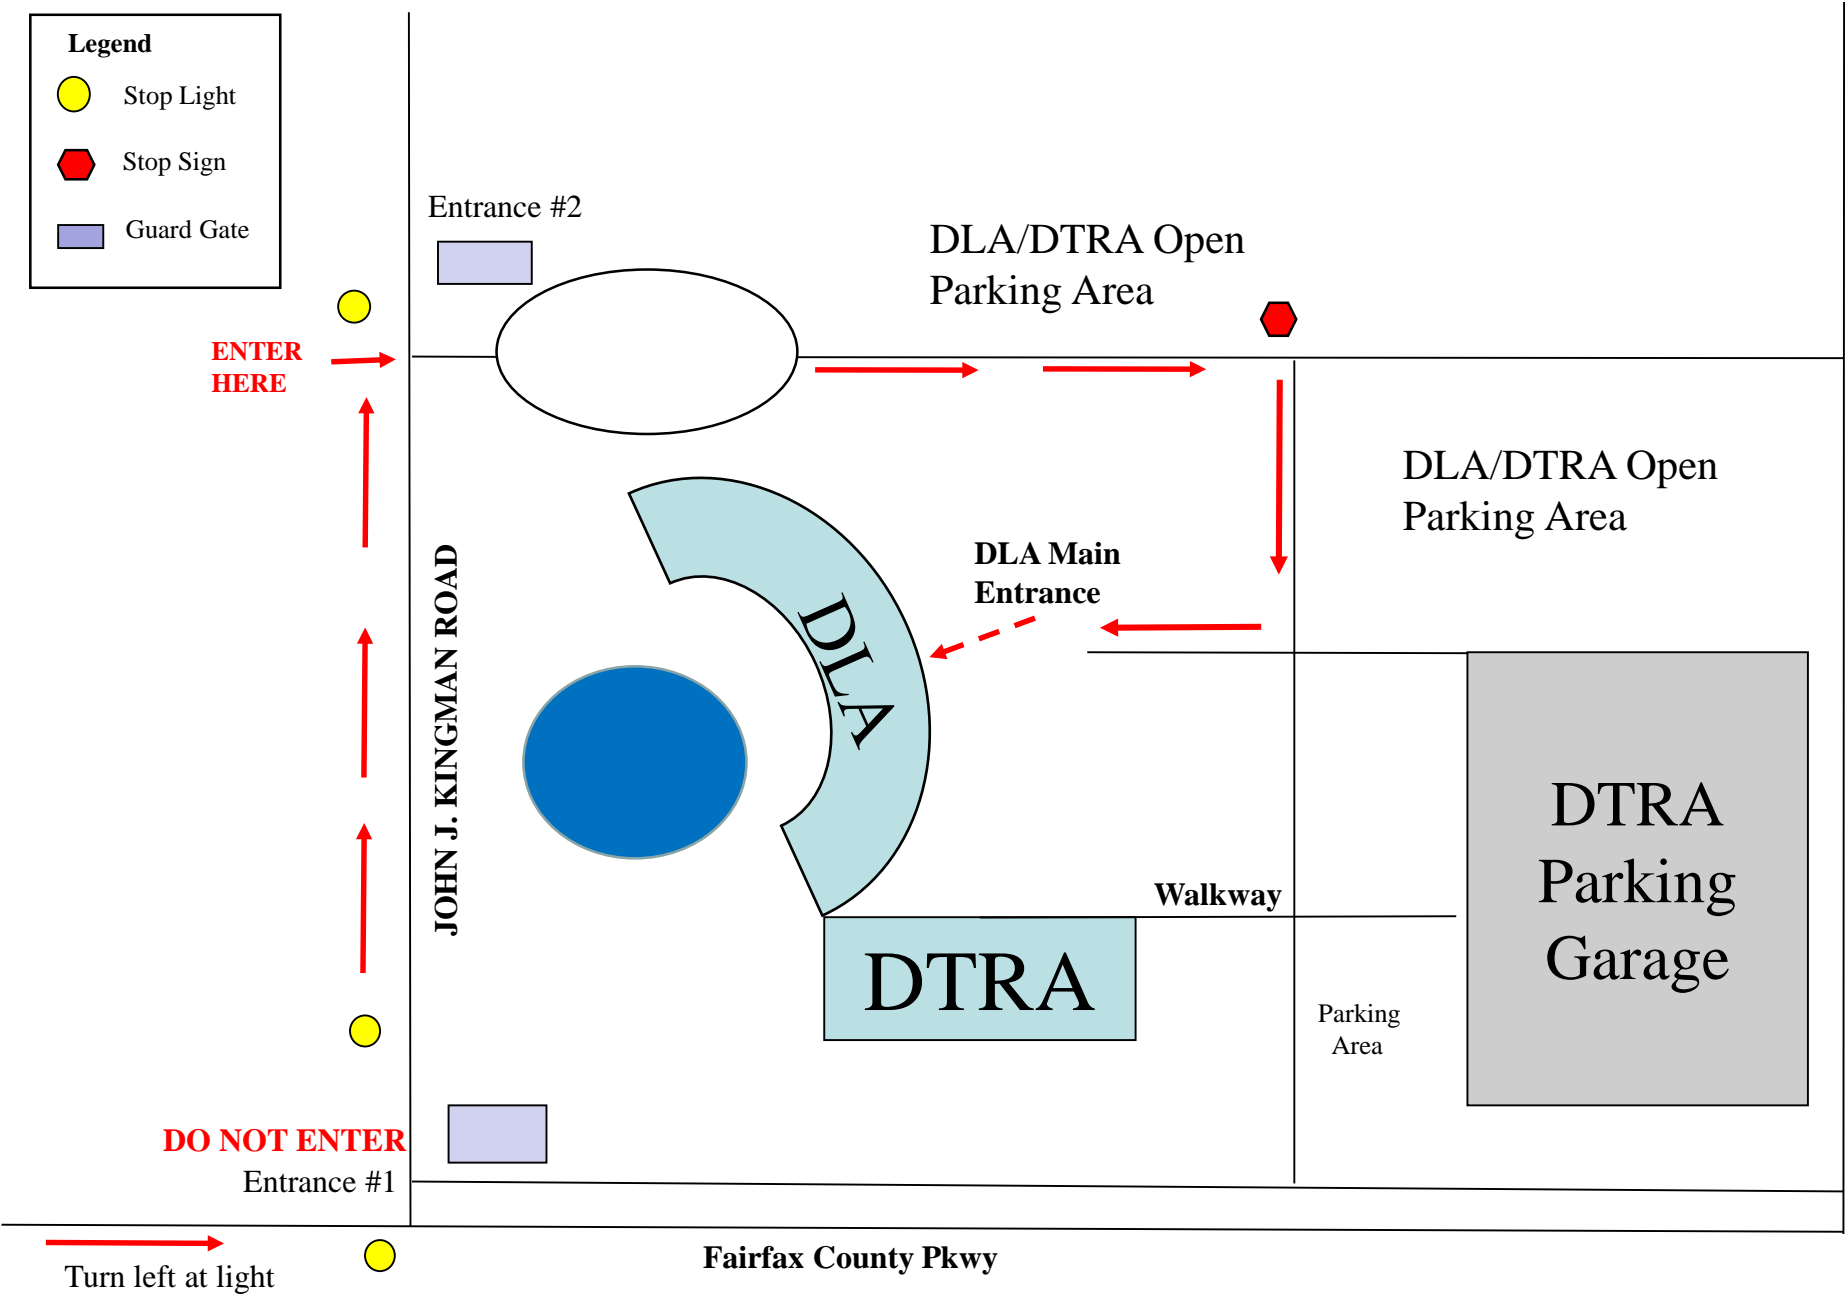 Legend
Stop Light
Stop Sign
Guard Gate
Entrance #2
DLA/DTRA Open
Parking Area
ENTER
HERE
DLA/DTRA Open
Parking Area
DLA Main
Entrance
JOHN J. KINGMAN ROAD
DLA
DTRA
Parking
Garage
Walkway
DTRA
Parking
Area
DO NOT ENTER
Entrance #1
Fairfax County Pkwy
Turn left at light